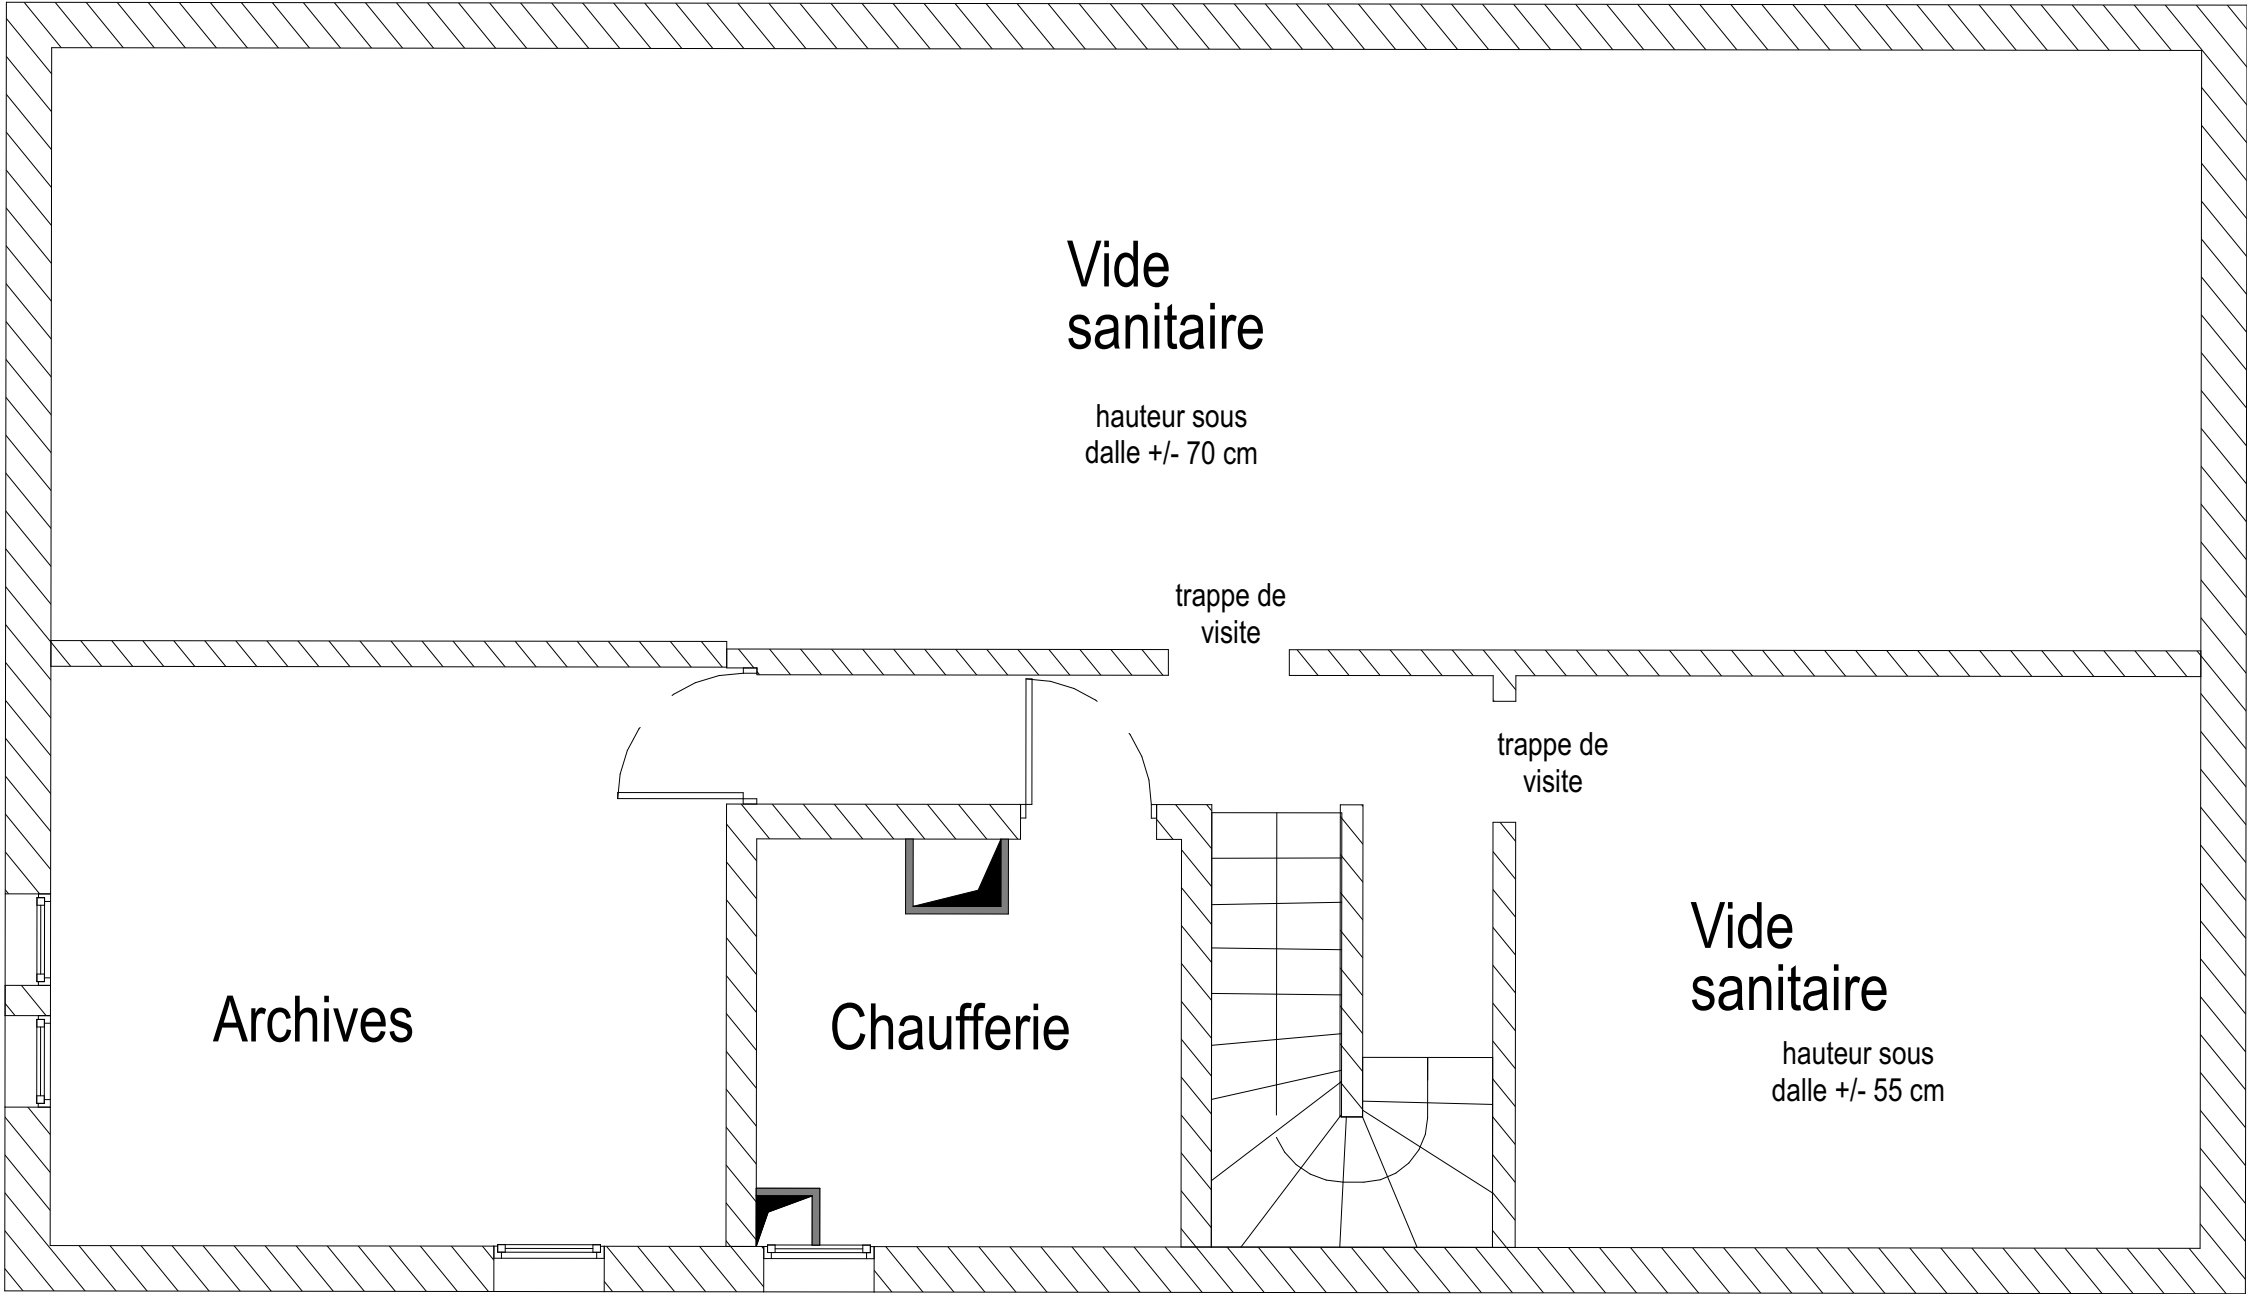 Vide
sanitaire
hauteur sous
dalle +/- 70 cm
trappe de
visite
trappe de
visite
Vide
sanitaire
hauteur sous
dalle +/- 55 cm
Archives
Chaufferie